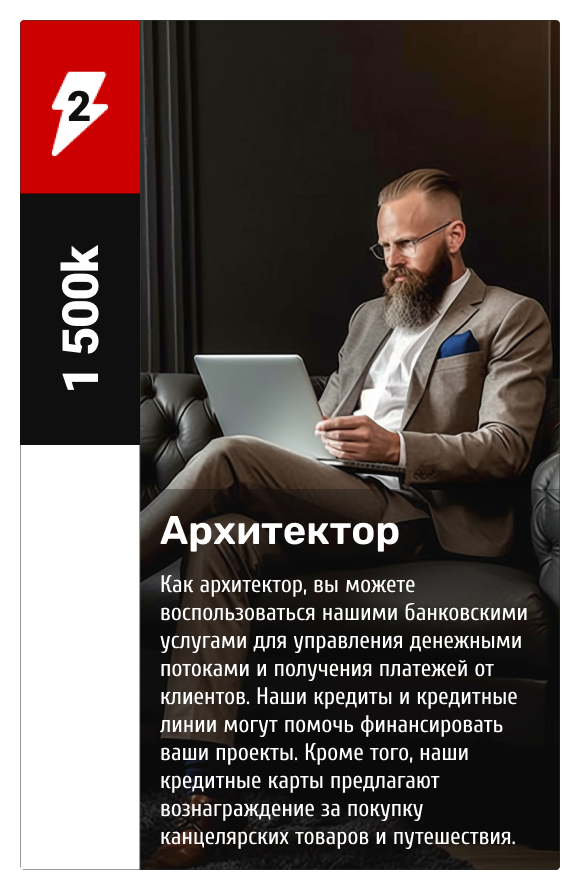 2
1 500k
Архитектор
Как архитектор, вы можете
воспользоваться нашими банковскими
услугами для управления денежными
потоками и получения платежей от
клиентов. Наши кредиты и кредитные
линии могут помочь финансировать
ваши проекты. Кроме того, наши
кредитные карты предлагают
вознаграждение за покупку
канцелярских товаров и путешествия.